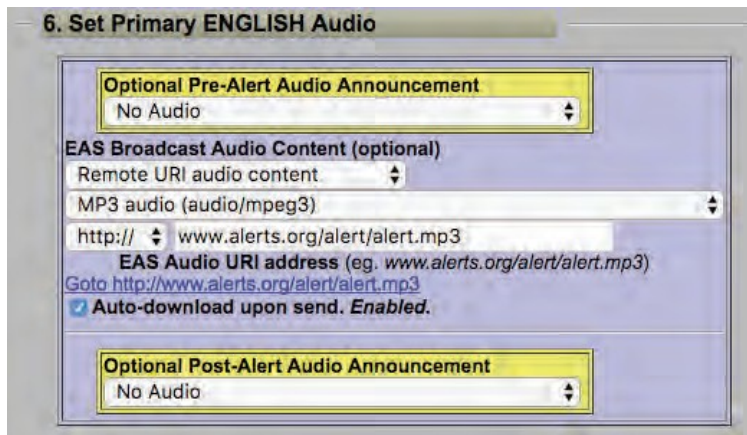 6. Set Primary ENGLISH Audio
Optional Pre-Alert Audio Announcement
No Audio
EAS Broadcast Audio Content (optional)
Remote URI audio content
MP3 audio (audio/mpeg3)
http:// www.alerts.org/alert/alert.mp3
EAS Audio URI address (eg. www.alerts.org/alert/alert.mp3)
Goto http://www.alerts.org/alert/alert.mp3
Auto-download upon send. Enabled.
Optional Post-Alert Audio Announcement
No Audio